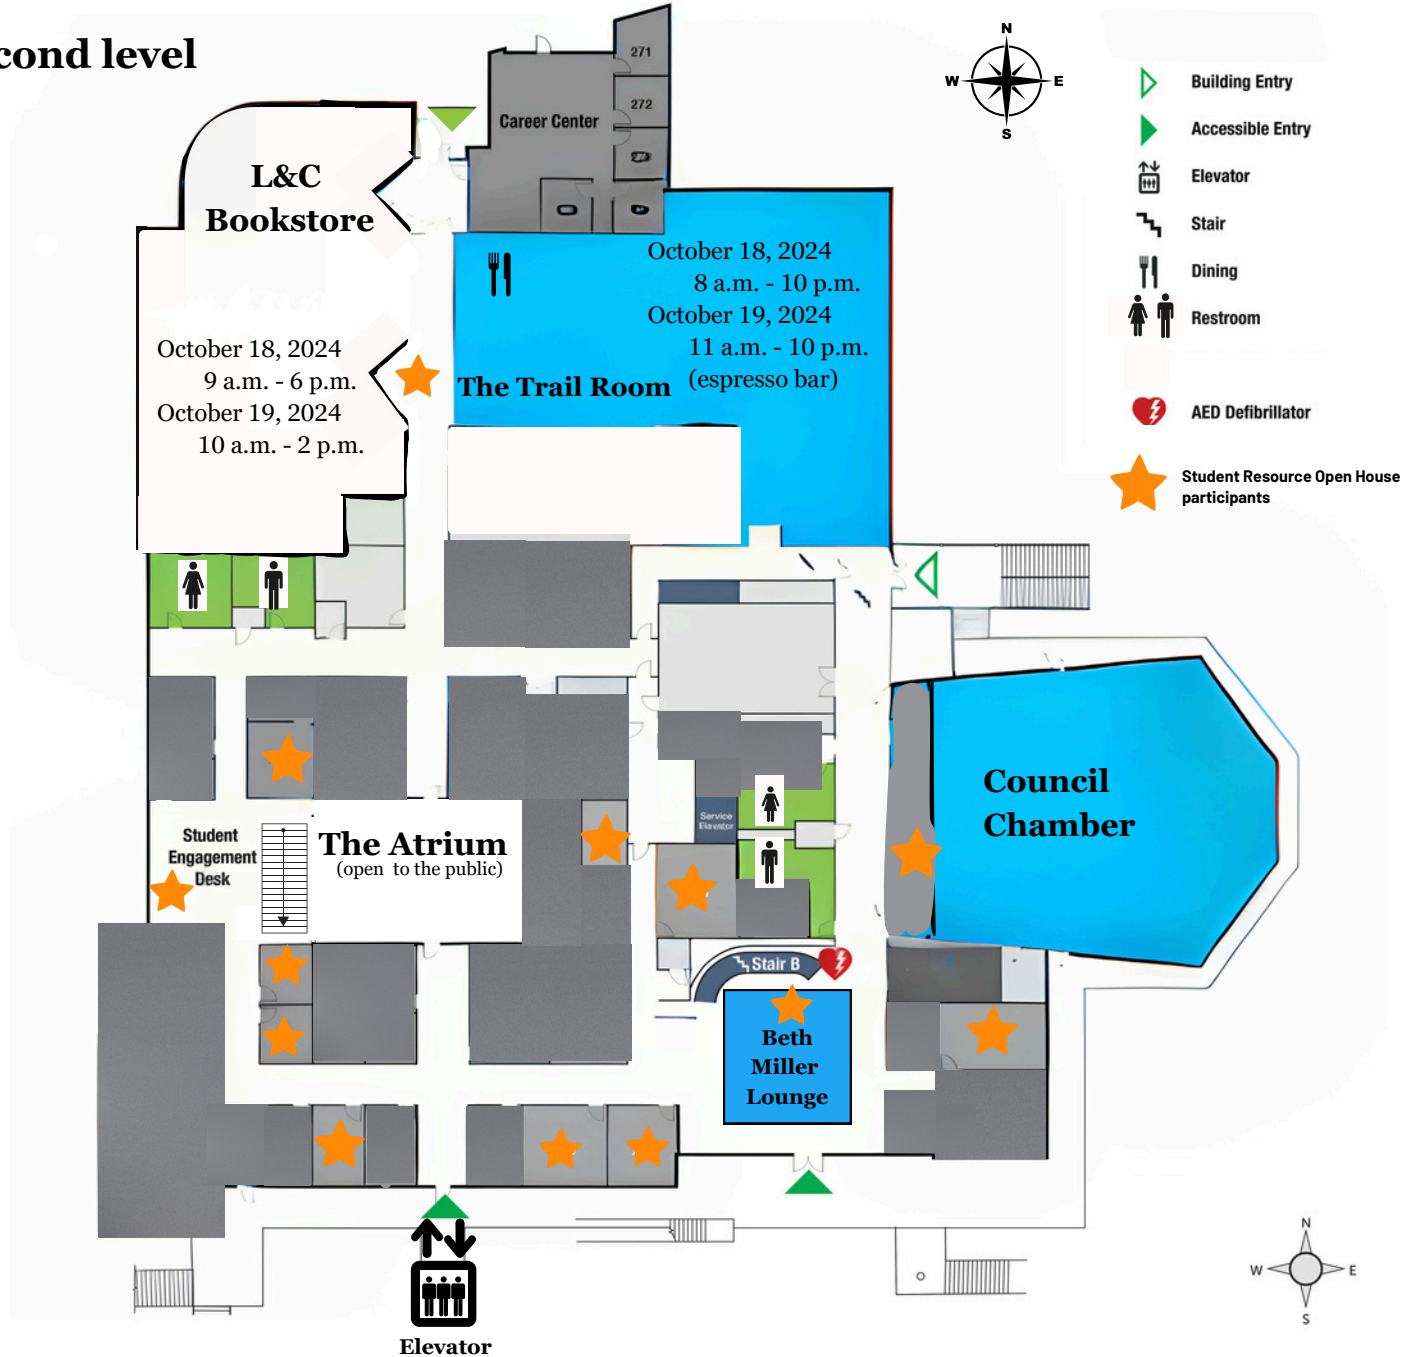 cond level
N
W E
S
Building Entry
Accessible Entry
Elevator
Stair
Dining
Restroom
AED Defibrillator
Student Resource Open House
participants
271
272
Career Center
L&C
Bookstore
October 18, 2024
9 a.m. - 6 p.m.
October 19, 2024
10 a.m. - 2 p.m.
October 18, 2024
8 a.m. - 10 p.m.
October 19, 2024
11 a.m. - 10 p.m.
(espresso bar)
The Trail Room
Council
Chamber
Service
Elevator
Student
Engagement
Desk
The Atrium
(open to the public)
Stair B
Beth
Miller
Lounge
N
W E
S
Elevator